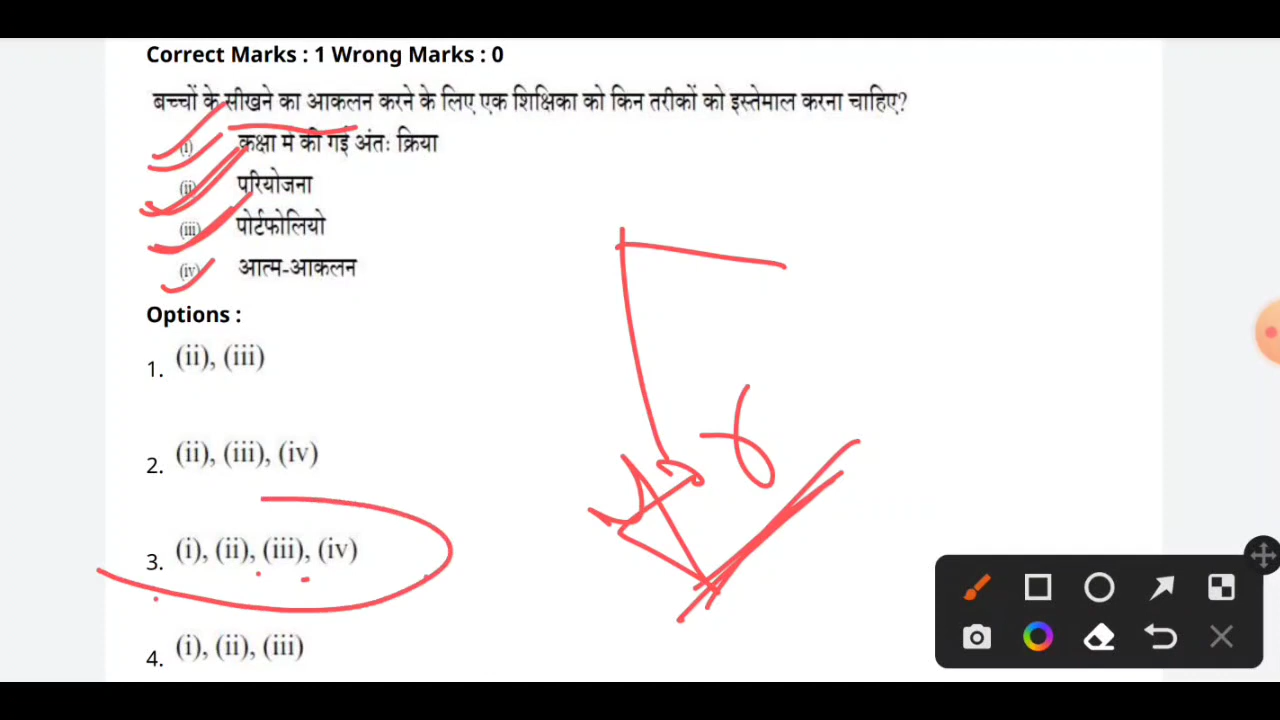 Correct Marks : 1 Wrong Marks : 0
बच्चों के सीखने का आकलन करने के लिए एक शिक्षिका को किन तरीकों को इस्तेमाल करना चाहिए?
(i) कक्षा में की गई अंतः क्रिया
(ii) परियोजना
(iii) पोर्टफोलियो
(iv) आत्म-आकलन
Options :
1. (ii), (iii)
2. (ii), (iii), (iv)
3. (i), (ii), (iii), (iv)
4. (i), (ii), (iii)